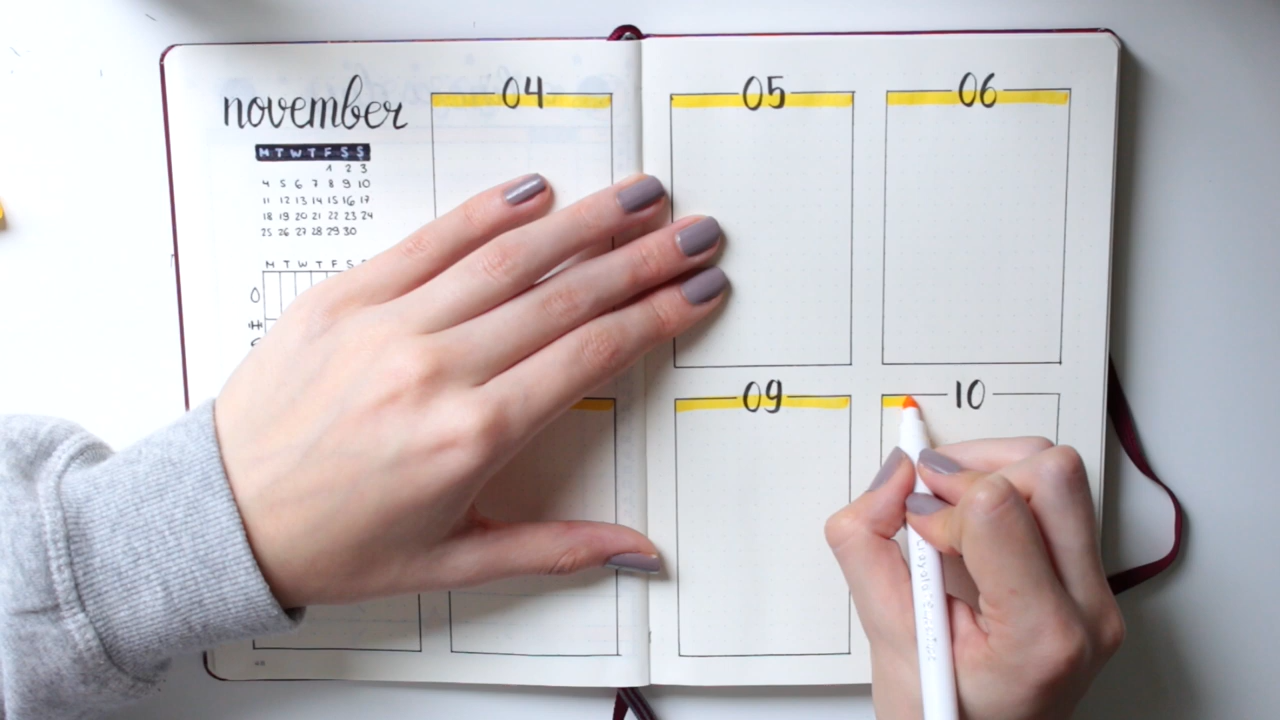 november
M T W T F S S
1 2 3
4 5 6 7 8 9 10
11 12 13 14 15 16 17
18 19 20 21 22 23 24
25 26 27 28 29 30
M T W T F S
04
05
06
09
10